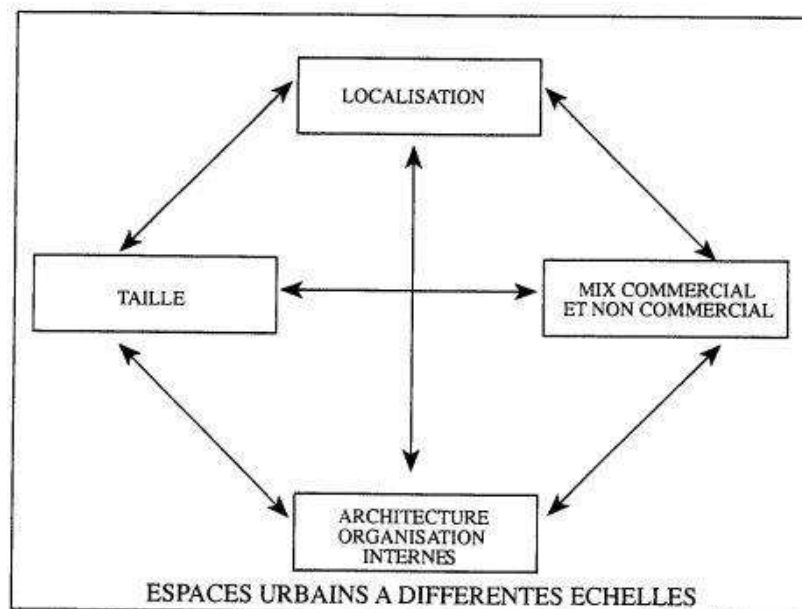 LOCALISATION
TAILLE
MIX COMMERCIAL
ET NON COMMERCIAL
ARCHITECTURE
ORGANISATION
INTERNES
ESPACES URBAINS A DIFFERENTES ECHELLES